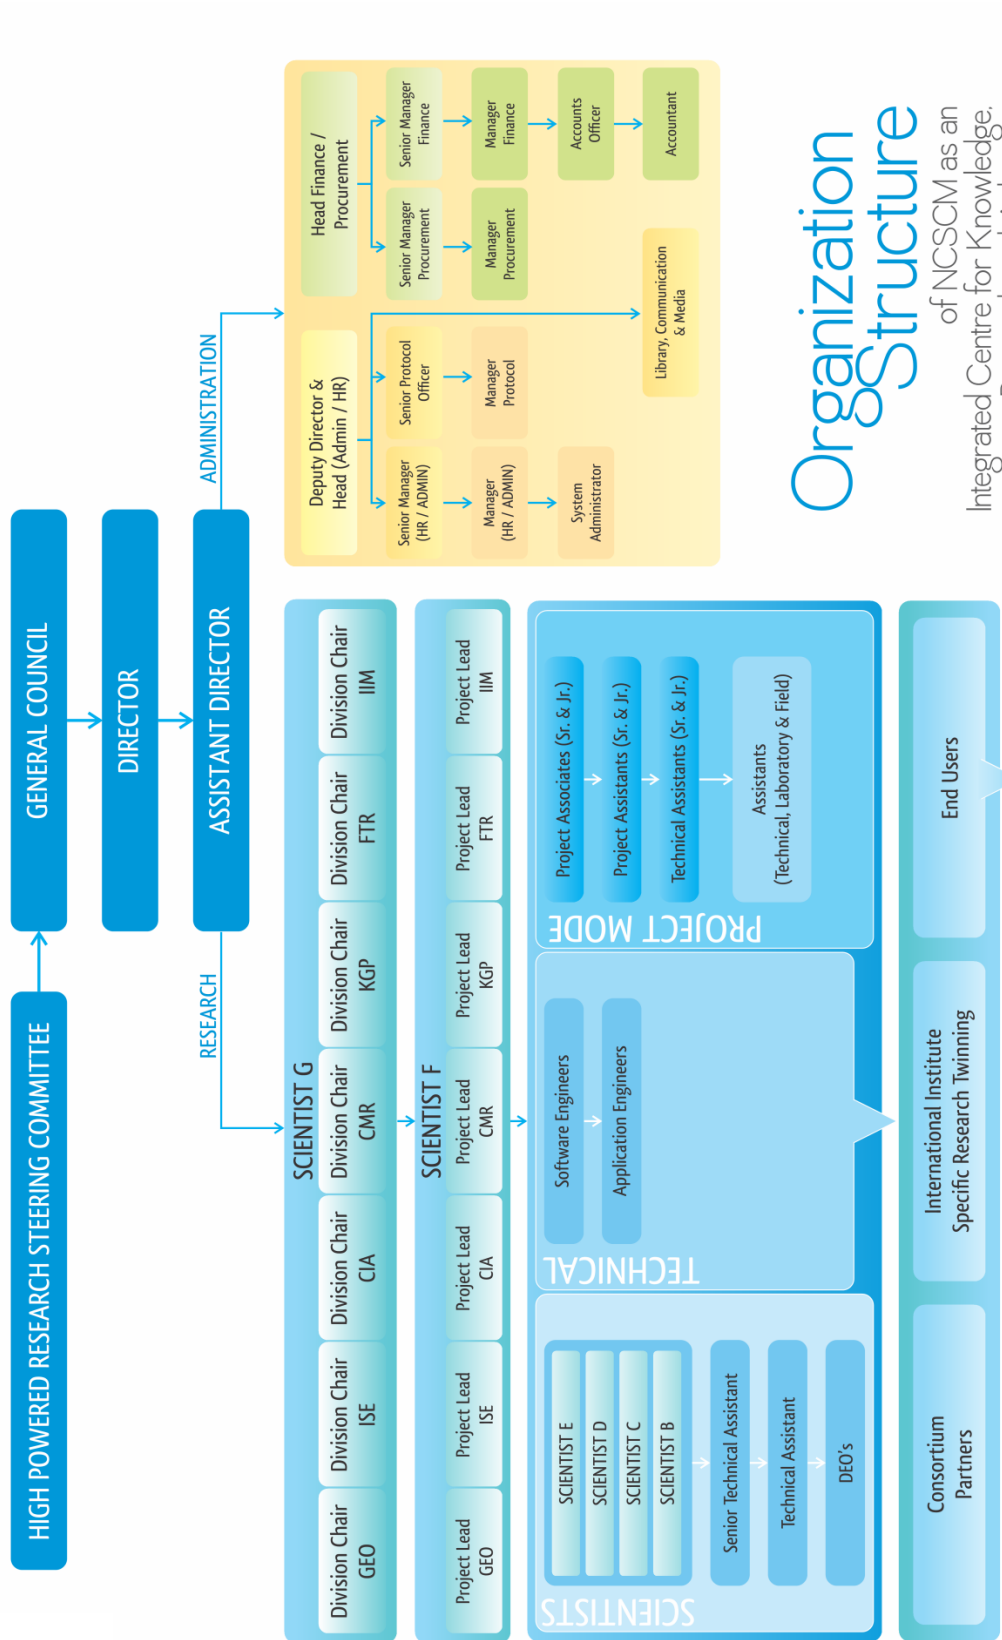 HIGH POWERED RESEARCH STEERING COMMITTEE
GENERAL COUNCIL
DIRECTOR
ASSISTANT DIRECTOR
RESEARCH
ADMINISTRATION
SCIENTIST G
Division Chair
GEO
Division Chair
ISE
Division Chair
CIA
Division Chair
CMR
Division Chair
KGP
Division Chair
FTR
Division Chair
IIM
SCIENTIST F
Project Lead
GEO
Project Lead
ISE
Project Lead
CIA
Project Lead
CMR
Project Lead
KGP
Project Lead
FTR
Project Lead
IIM
SCIENTISTS
SCIENTIST E
SCIENTIST D
SCIENTIST C
SCIENTIST B
Senior Technical Assistant
Technical Assistant
DEO's
TECHNICAL
Software Engineers
Application Engineers
PROJECT MODE
Project Associates (Sr. & Jr.)
Project Assistants (Sr. & Jr.)
Technical Assistants (Sr. & Jr.)
Assistants
(Technical, Laboratory & Field)
Consortium
Partners
International Institute
Specific Research Twinning
End Users
Deputy Director &
Head (Admin / HR)
Senior Manager
(HR / ADMIN)
Manager
(HR / ADMIN)
System
Administrator
Senior Protocol
Officer
Manager
Protocol
Library, Communication
& Media
Head Finance /
Procurement
Senior Manager
Procurement
Manager
Procurement
Senior Manager
Finance
Manager
Finance
Accounts
Officer
Accountant
Organization
Structure
of NCSCM as an
Integrated Centre for Knowledge,